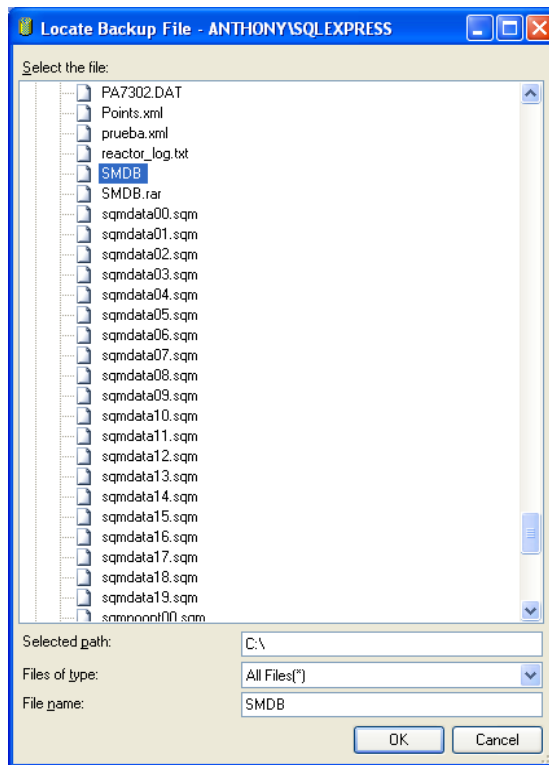 Locate Backup File - ANTHONY\SQLEXPRESS
Select the file:
PA7302.DAT
Points.xml
prueba.xml
reactor_log.txt
SMDB
SMDB.rar
sqmdata00.sqm
sqmdata01.sqm
sqmdata02.sqm
sqmdata03.sqm
sqmdata04.sqm
sqmdata05.sqm
sqmdata06.sqm
sqmdata07.sqm
sqmdata08.sqm
sqmdata09.sqm
sqmdata10.sqm
sqmdata11.sqm
sqmdata12.sqm
sqmdata13.sqm
sqmdata14.sqm
sqmdata15.sqm
sqmdata16.sqm
sqmdata17.sqm
sqmdata18.sqm
sqmdata19.sqm
sqmnoopt00.sqm
Selected path: C:\
Files of type: All Files(*)
File name: SMDB
OK Cancel